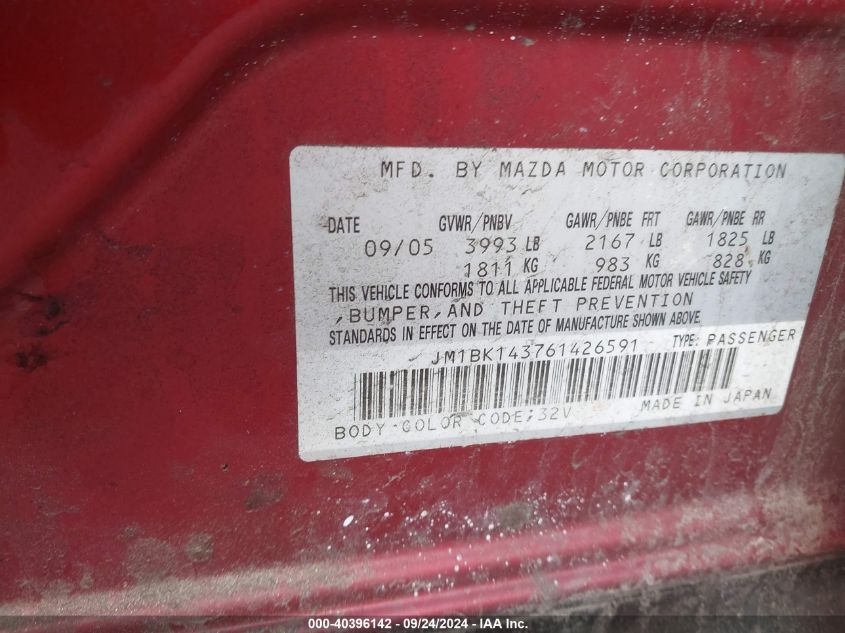 MFD. BY MAZDA MOTOR CORPORATION
DATE GVWR/PNBV GAWR/PNBE FRT GAWR/PNBE RR
09/05 3993 LB 2167 LB 1825 LB
1811 KG 983 KG 828 KG
THIS VEHICLE CONFORMS TO ALL APPLICABLE FEDERAL MOTOR VEHICLE SAFETY
,BUMPER,AND THEFT PREVENTION
STANDARDS IN EFFECT ON THE DATE OF MANUFACTURE SHOWN ABOVE.
JM1BK143761426591 TYPE: PASSENGER
BODY COLOR CODE;32V MADE IN JAPAN
000-40396142 - 09/24/2024 - IAA Inc.